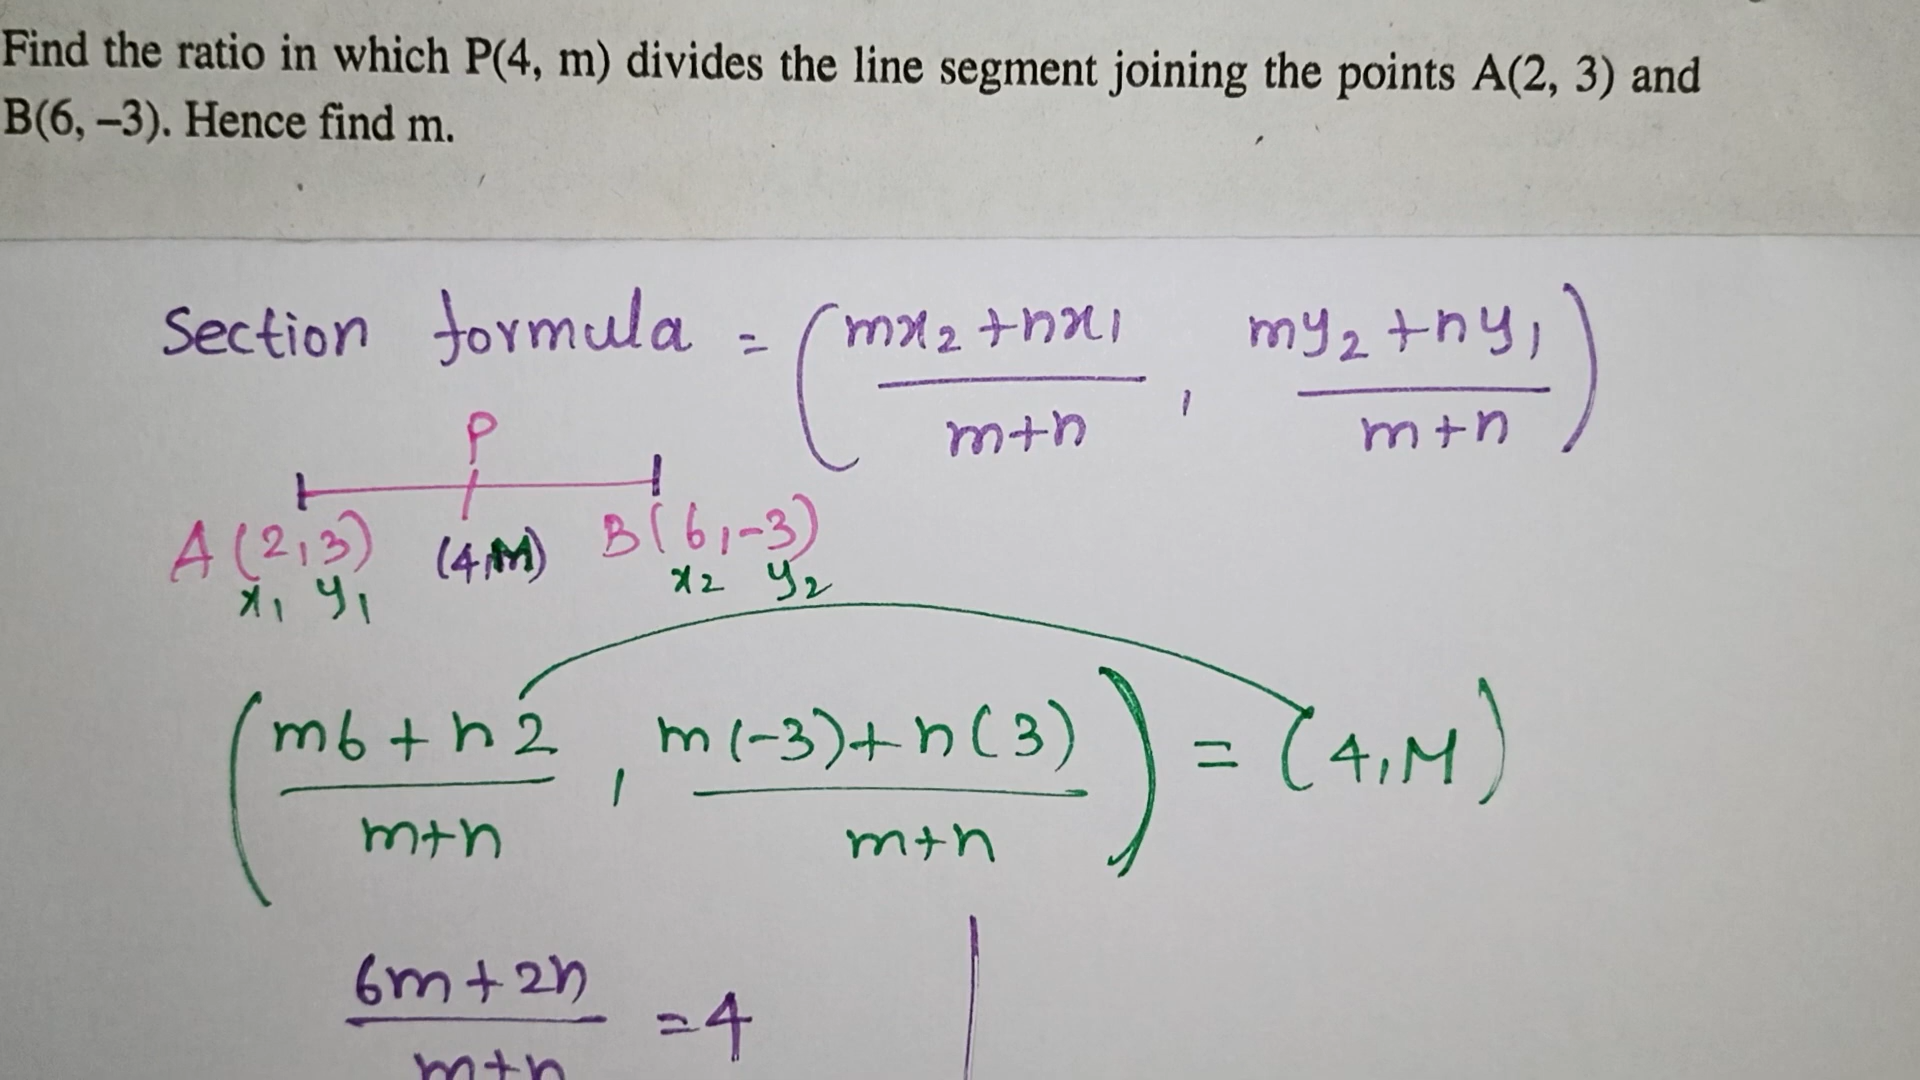 Find the ratio in which P(4, m) divides the line segment joining the points A(2, 3) and
B(6, –3). Hence find m.
Section formula = (mx₂+nx₁ / m+n , my₂+ny₁ / m+n)
P
A(2,3) (4,M) B(6,-3)
x₁ y₁ x₂ y₂
(m6+n2 / m+n , m(-3)+n(3) / m+n) = (4,M)
6m+2n / m+n =4